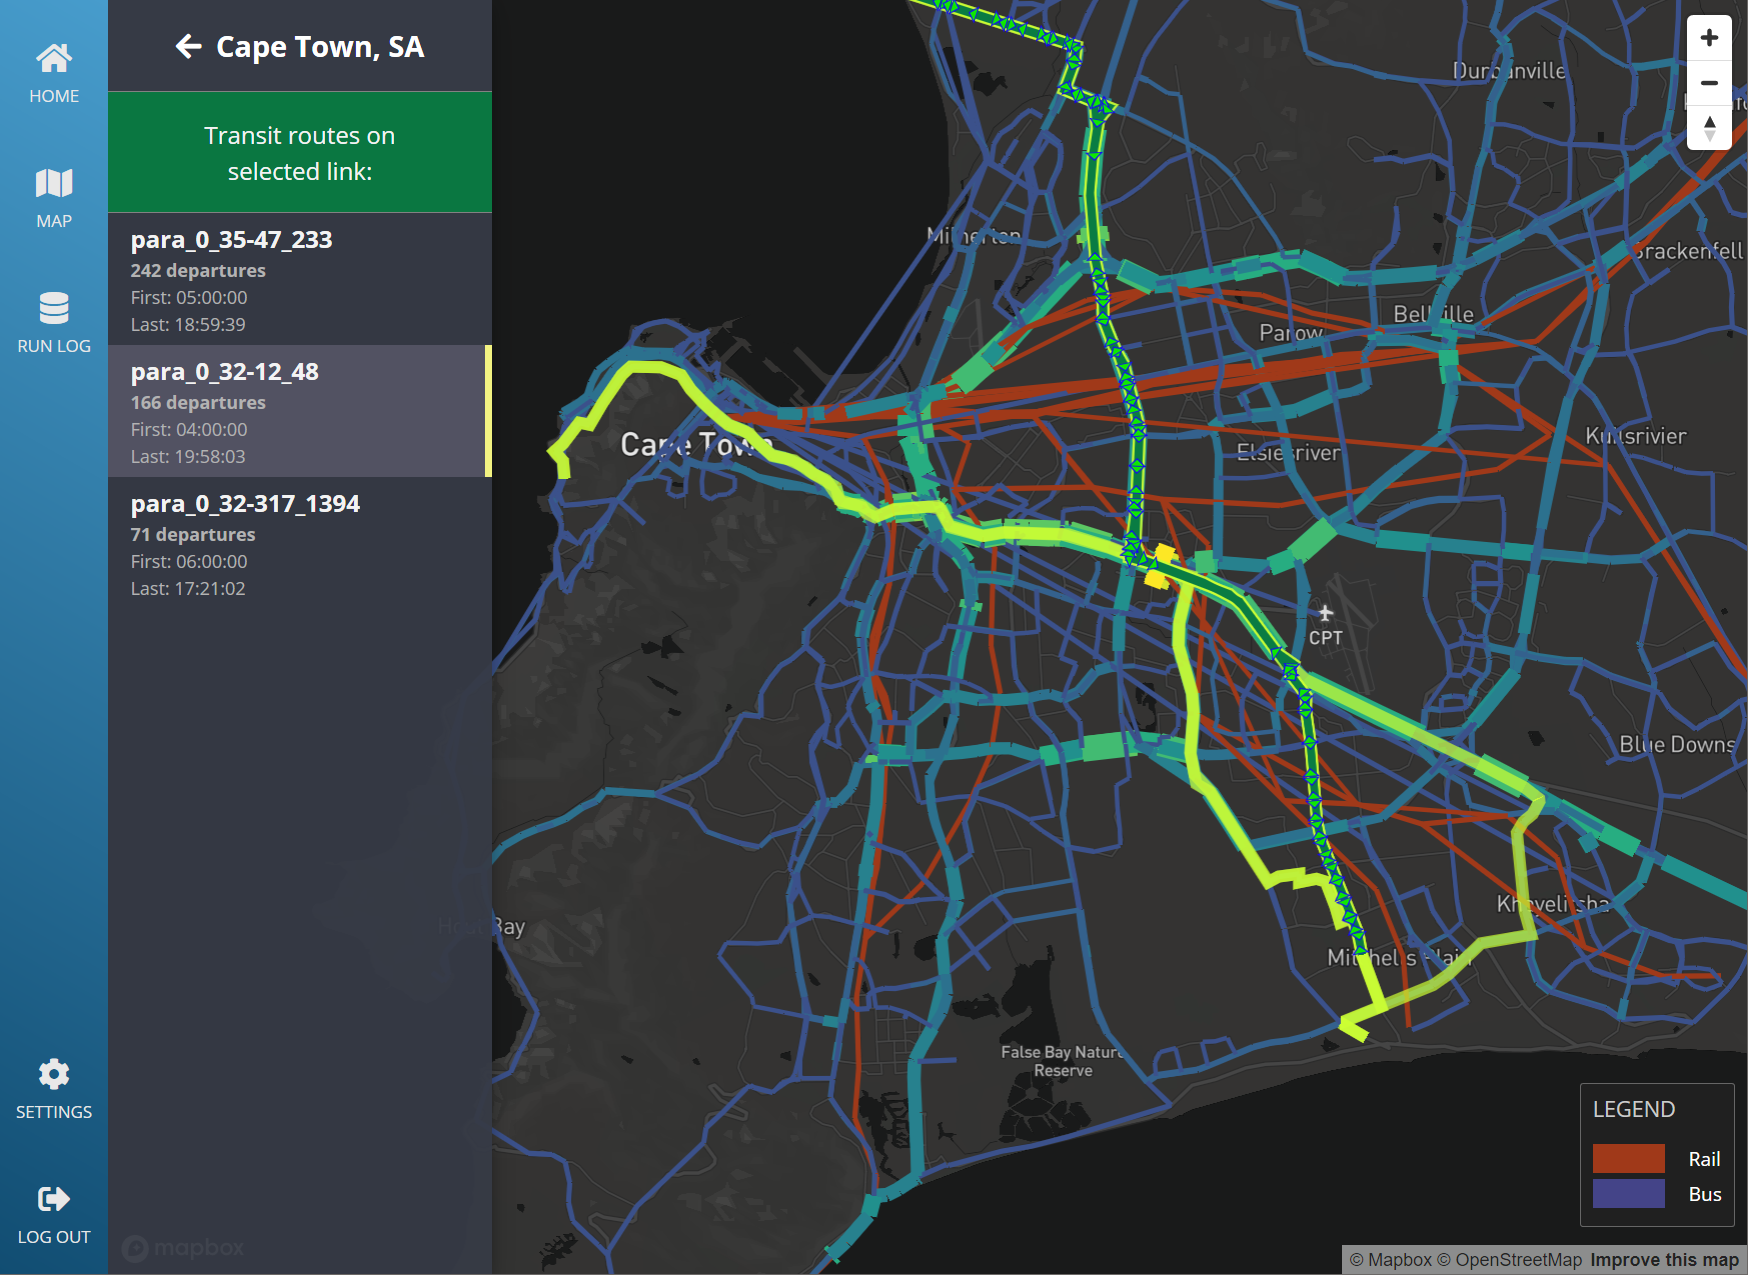 HOME
MAP
RUN LOG
SETTINGS
LOG OUT
Cape Town, SA
Transit routes on
selected link:
para_0_35-47_233
242 departures
First: 05:00:00
Last: 18:59:39
para_0_32-12_48
166 departures
First: 04:00:00
Last: 19:58:03
para_0_32-317_1394
71 departures
First: 06:00:00
Last: 17:21:02
mapbox
Durbanville
Milnerton
Brackenfell
Bellville
Parow
Cape Town
Kuilsrivier
Elsiesriver
CPT
Blue Downs
Khayelitsha
Bay
Mitchell's Plain
False Bay Nature
Reserve
LEGEND
Rail
Bus
© Mapbox © OpenStreetMap Improve this map